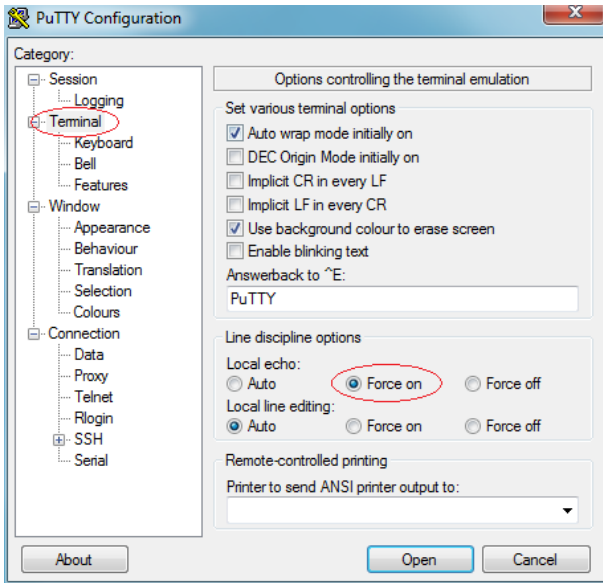 PuTTY Configuration
Category:
Session
Logging
Terminal
Keyboard
Bell
Features
Window
Appearance
Behaviour
Translation
Selection
Colours
Connection
Data
Proxy
Telnet
Rlogin
SSH
Serial
Options controlling the terminal emulation
Set various terminal options
Auto wrap mode initially on
DEC Origin Mode initially on
Implicit CR in every LF
Implicit LF in every CR
Use background colour to erase screen
Enable blinking text
Answerback to ^E:
PuTTY
Line discipline options
Local echo:
Auto Force on Force off
Local line editing:
Auto Force on Force off
Remote-controlled printing
Printer to send ANSI printer output to:
About Open Cancel